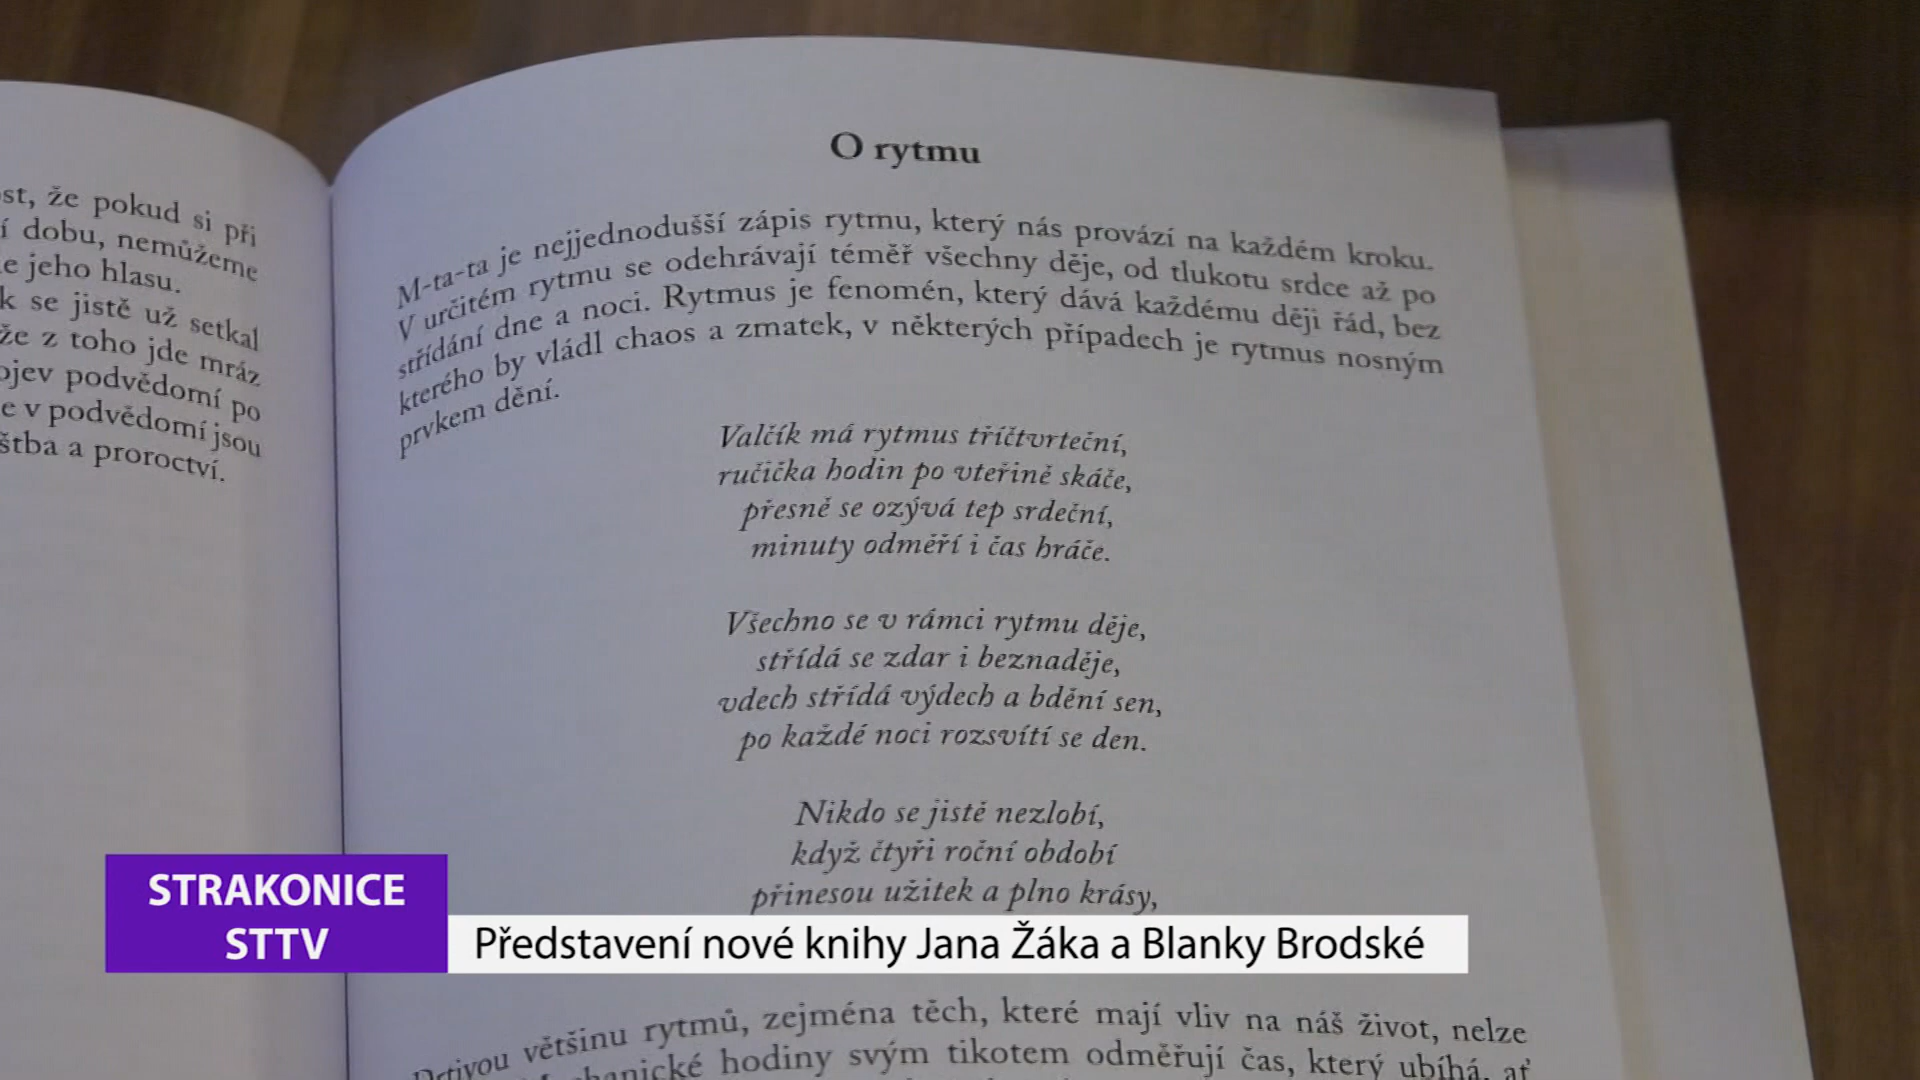 st, že pokud si při
í dobu, nemůžeme
e jeho hlasu.
k se jistě už setkal
že z toho jde mráz
ojev podvědomí po
e v podvědomí jsou
štba a proroctví.
O rytmu
M-ta-ta je nejjednodušší zápis rytmu, který nás provází na každém kroku.
V určitém rytmu se odehrávají téměř všechny děje, od tlukotu srdce až po
střídání dne a noci. Rytmus je fenomén, který dává každému ději řád, bez
kterého by vládl chaos a zmatek, v některých případech je rytmus nosným
prvkem dění.
Valčík má rytmus tříčtvrteční,
ručička hodin po vteřině skáče,
přesně se ozývá tep srdeční,
minuty odměří i čas hráče.
Všechno se v rámci rytmu děje,
střídá se zdar i beznaděje,
vdech střídá výdech a bdění sen,
po každé noci rozsvítí se den.
Nikdo se jistě nezlobí,
když čtyři roční období
přinesou užitek a plno krásy,
STRAKONICE
STTV
Představení nové knihy Jana Žáka a Blanky Brodské
Drtivou většinu rytmů, zejména těch, které mají vliv na náš život, nelze
hodiny svým tikotem odměřují čas, který ubíhá, ať